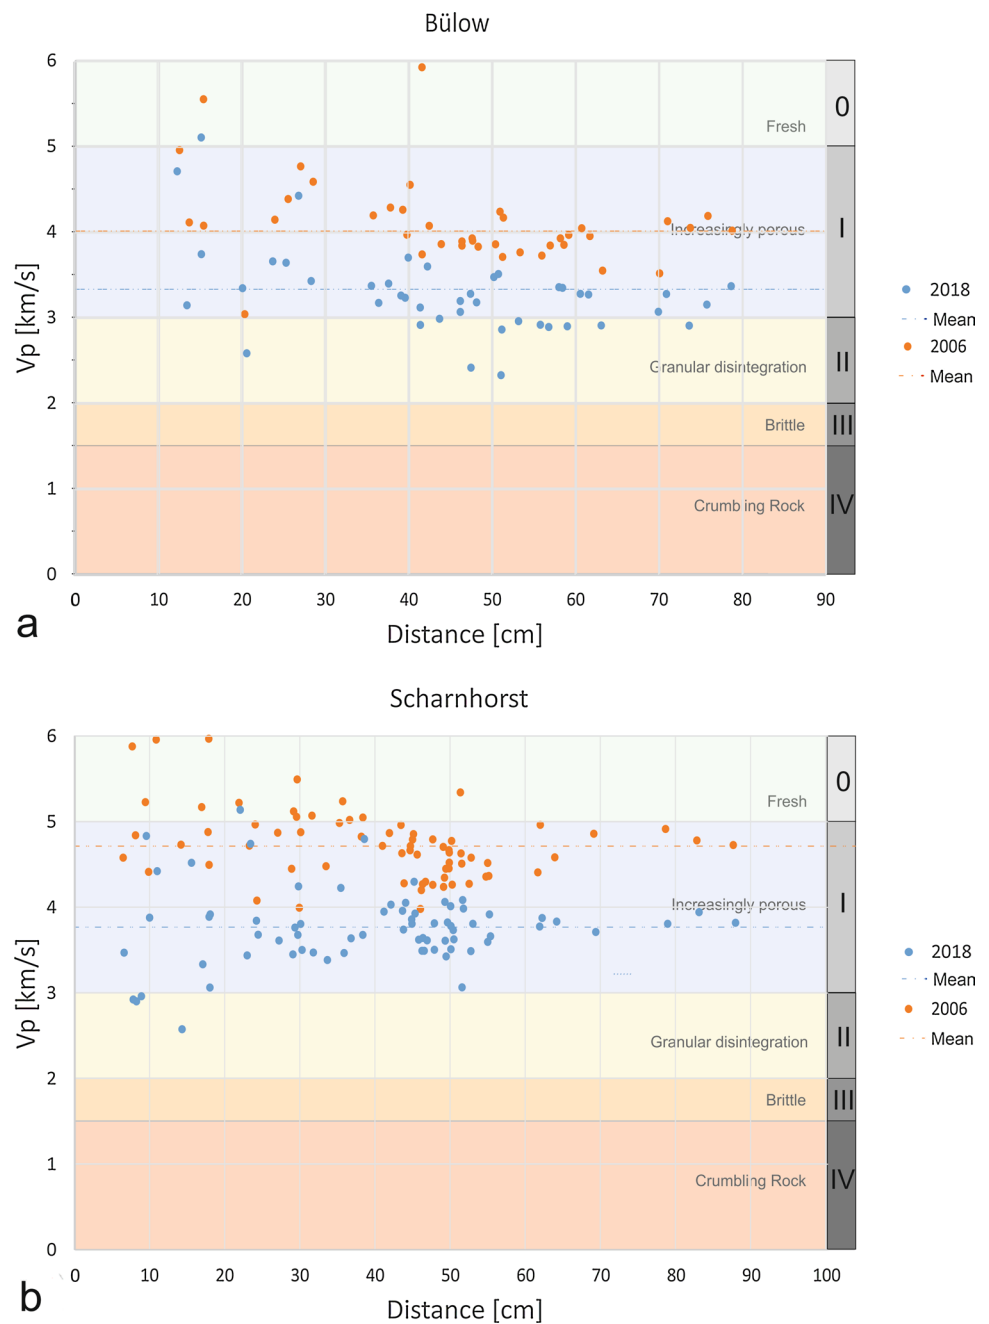 Bülow
a
6
5
4
3
2
1
0
Vp [km/s]
Fresh
0
Increasingly porous
I
Granular disintegration
II
Brittle
III
Crumbling Rock
IV
0 10 20 30 40 50 60 70 80 90
Distance [cm]
2018
Mean
2006
Mean
Scharnhorst
6
5
4
3
2
1
0
Vp [km/s]
Fresh
0
Increasingly porous
I
Granular disintegration
II
Brittle
III
Crumbling Rock
IV
0 10 20 30 40 50 60 70 80 90 100
Distance [cm]
2018
Mean
2006
Mean
b